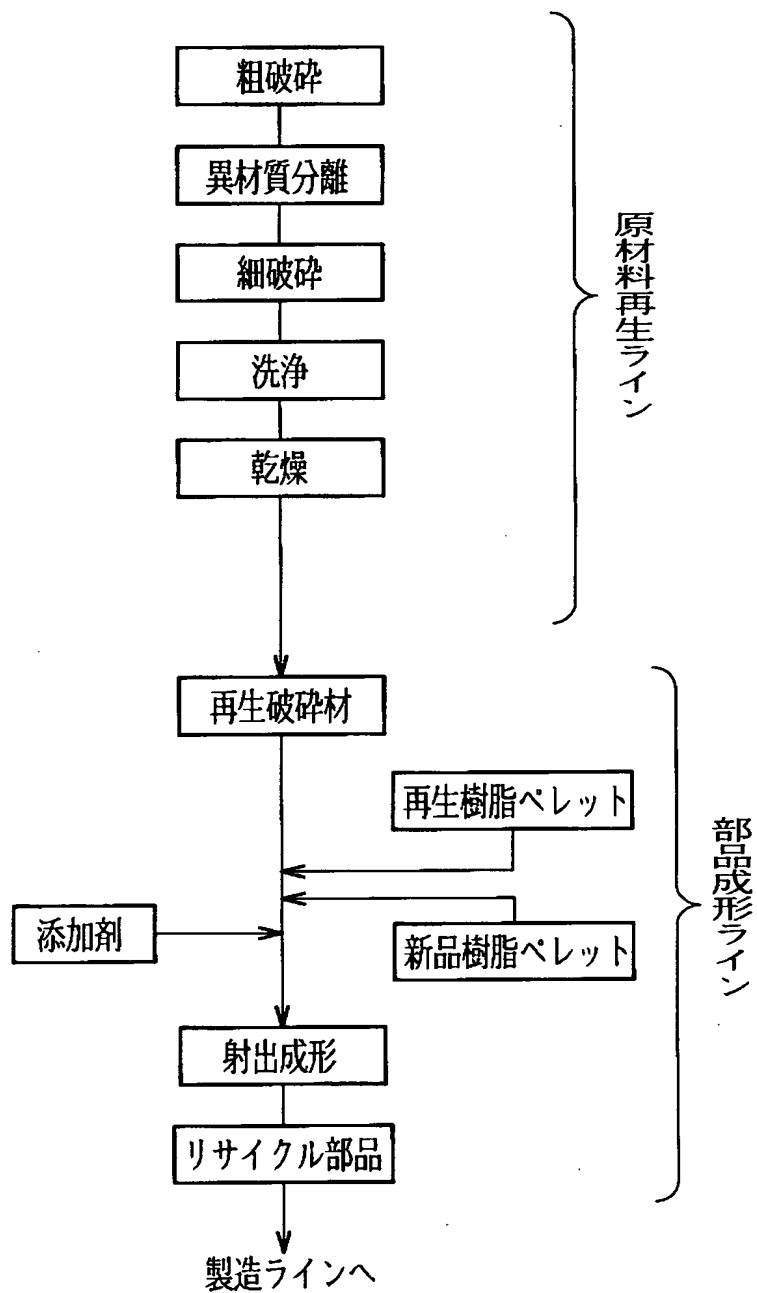 粗破砕
異材質分離
細破砕
洗浄
乾燥
原材料再生ライン
再生破砕材
再生樹脂ペレット
添加剤
新品樹脂ペレット
射出成形
リサイクル部品
部品成形ライン
製造ラインへ